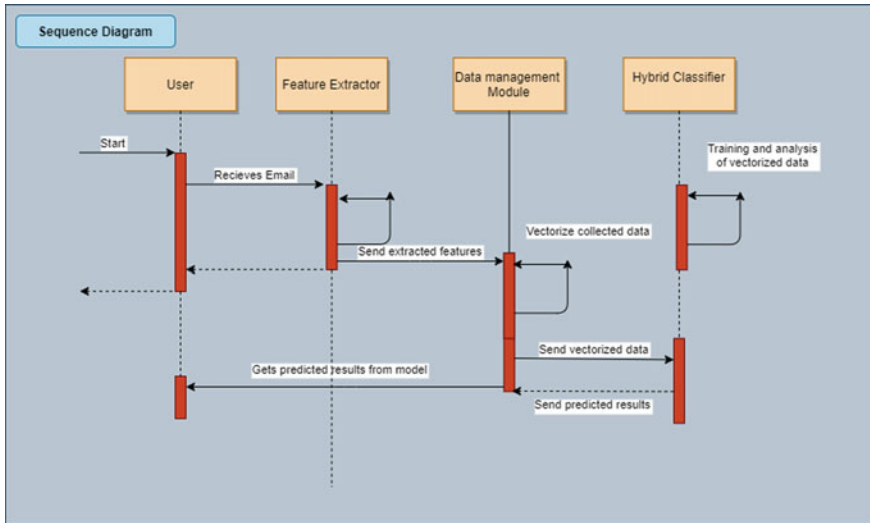 Sequence Diagram
User
Feature Extractor
Data management
Module
Hybrid Classifier
Start
Training and analysis
of vectorized data
Recieves Email
Vectorize collected data
Send extracted features
Send vectorized data
Gets predicted results from model
Send predicted results